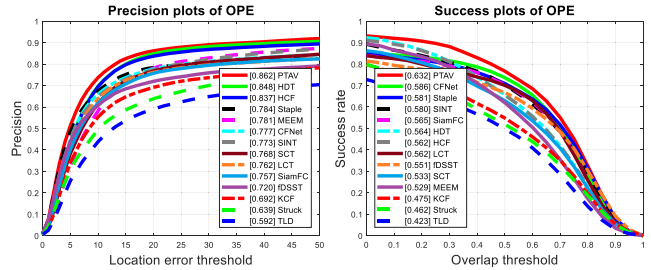 Precision plots of OPE
1
0.9
0.8
0.7
0.6
0.5
0.4
0.3
0.2
0.1
0
Precision
[0.862] PTAV
[0.848] HDT
[0.837] HCF
[0.784] Staple
[0.781] MEEM
[0.777] CFNet
[0.773] SINT
[0.768] SCT
[0.762] LCT
[0.757] SiamFC
[0.720] fDSST
[0.692] KCF
[0.639] Struck
[0.592] TLD
0 5 10 15 20 25 30 35 40 45 50
Location error threshold
Success plots of OPE
1
0.9
0.8
0.7
0.6
0.5
0.4
0.3
0.2
0.1
0
Success rate
[0.632] PTAV
[0.586] CFNet
[0.581] Staple
[0.580] SINT
[0.565] SiamFC
[0.564] HDT
[0.562] HCF
[0.562] LCT
[0.551] fDSST
[0.533] SCT
[0.529] MEEM
[0.475] KCF
[0.462] Struck
[0.423] TLD
0 0.1 0.2 0.3 0.4 0.5 0.6 0.7 0.8 0.9 1
Overlap threshold